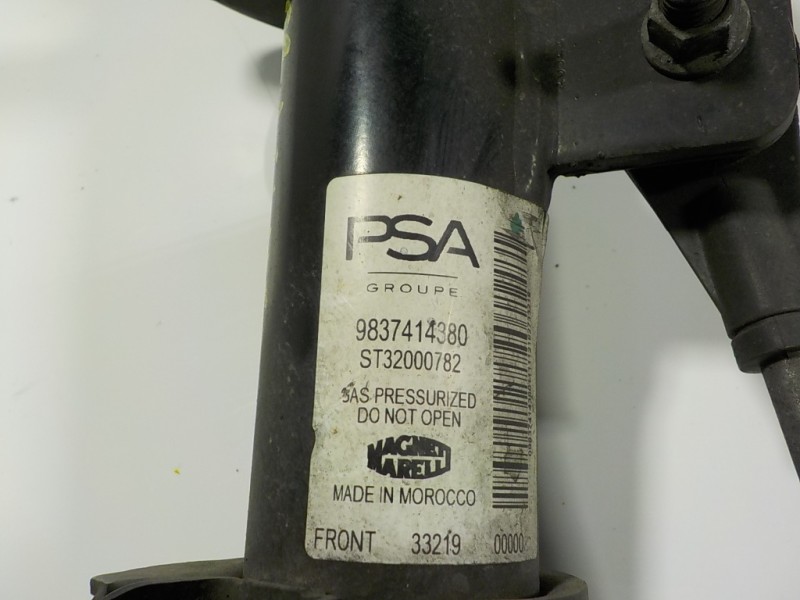 PSA
GROUPE
9837414380
ST32000782
GAS PRESSURIZED
DO NOT OPEN
MAGNETI
MARELLI
MADE IN MOROCCO
FRONT 33219 00000